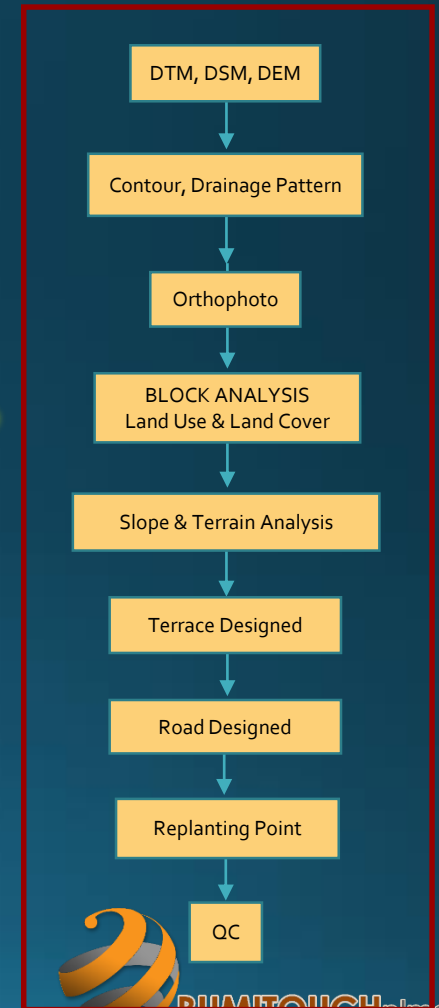 DTM, DSM, DEM
Contour, Drainage Pattern
Orthophoto
BLOCK ANALYSIS
Land Use & Land Cover
Slope & Terrain Analysis
Terrace Designed
Road Designed
Replanting Point
QC